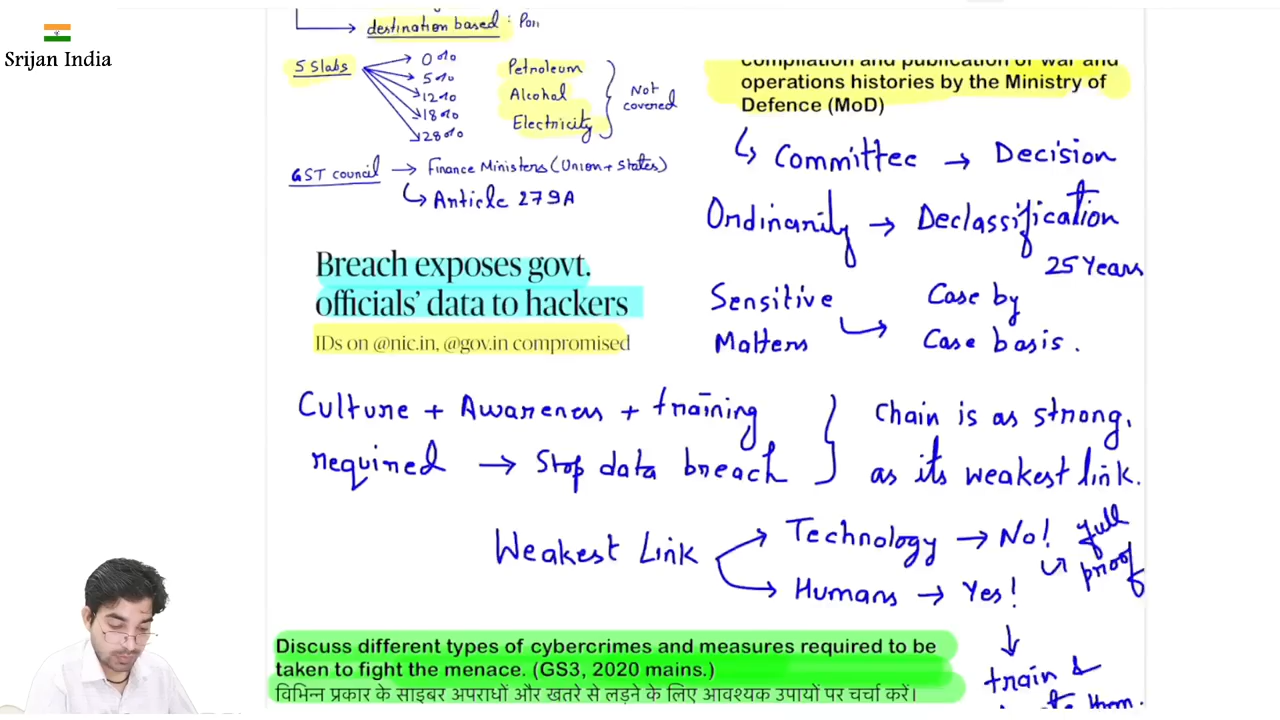 Srijan India
destination based :
5 Slabs
0%
5%
12%
18%
28%
Petroleum
Alcohol
Electricity
Not
covered
GST council → Finance Ministers (Union + States)
↳ Article 279A
Breach exposes govt.
officials' data to hackers
IDs on @nic.in, @gov.in compromised
compilation and publication of war and
operations histories by the Ministry of
Defence (MoD)
↳ Committee → Decision
Ordinarily → Declassification
25 Years
Sensitive
Matters
Case by
Case basis.
Culture + Awareness + training
required → Stop data breach
Chain is as strong,
as its weakest link.
Weakest Link
Technology → No!
full
proof
Humans → Yes!
train &
them.
Discuss different types of cybercrimes and measures required to be
taken to fight the menace. (GS3, 2020 mains.)
विभिन्न प्रकार के साइबर अपराधों और खतरे से लड़ने के लिए आवश्यक उपायों पर चर्चा करें।